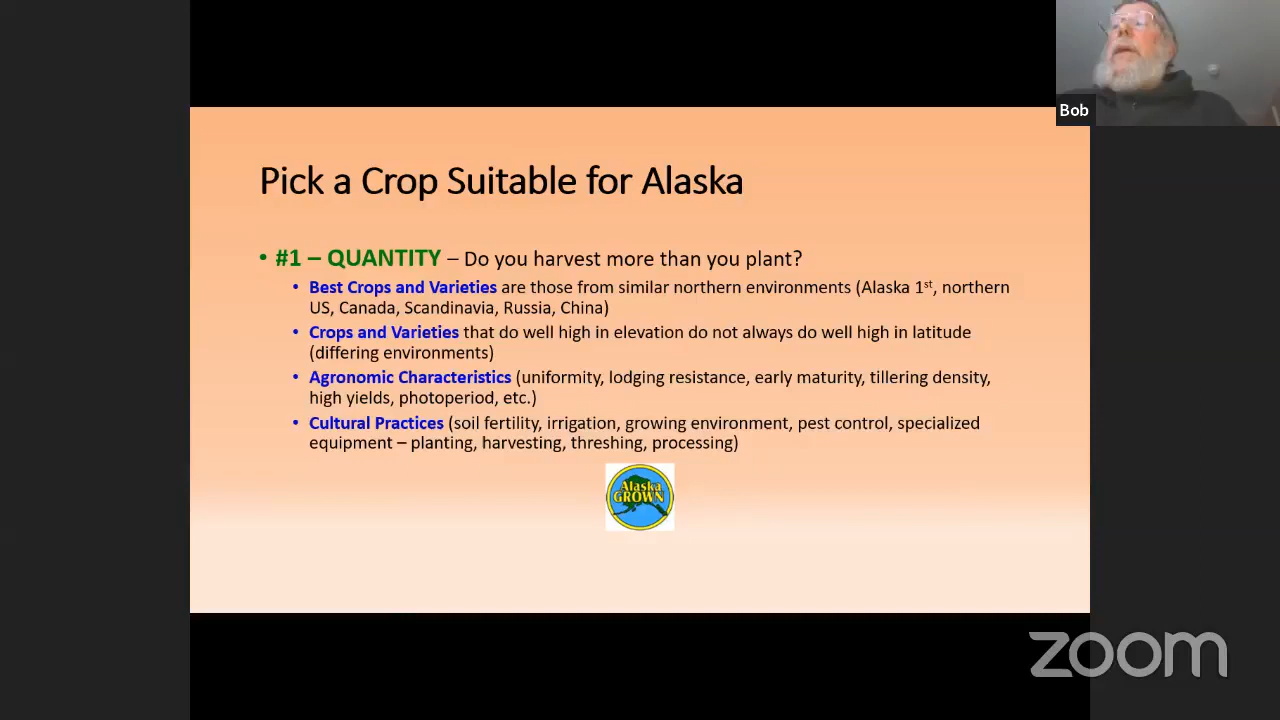 Bob
Pick a Crop Suitable for Alaska
• #1 – QUANTITY – Do you harvest more than you plant?
• Best Crops and Varieties are those from similar northern environments (Alaska 1st, northern
US, Canada, Scandinavia, Russia, China)
• Crops and Varieties that do well high in elevation do not always do well high in latitude
(differing environments)
• Agronomic Characteristics (uniformity, lodging resistance, early maturity, tillering density,
high yields, photoperiod, etc.)
• Cultural Practices (soil fertility, irrigation, growing environment, pest control, specialized
equipment – planting, harvesting, threshing, processing)
Alaska
GROWN
zoom